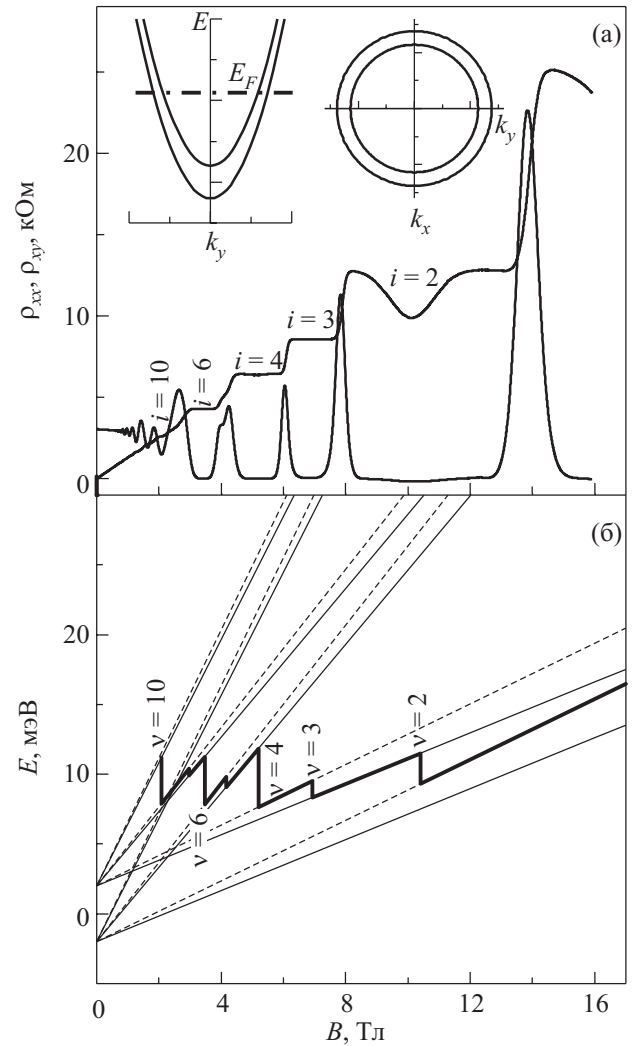 (а)
E
E_F
k_y
k_y
k_x
ρ_xx, ρ_xy, кОм
20
10
0
i = 10
i = 6
i = 4
i = 3
i = 2
(б)
E, мэВ
20
10
0
ν = 10
ν = 6
ν = 4
ν = 3
ν = 2
0
4
8
12
16
B, Тл